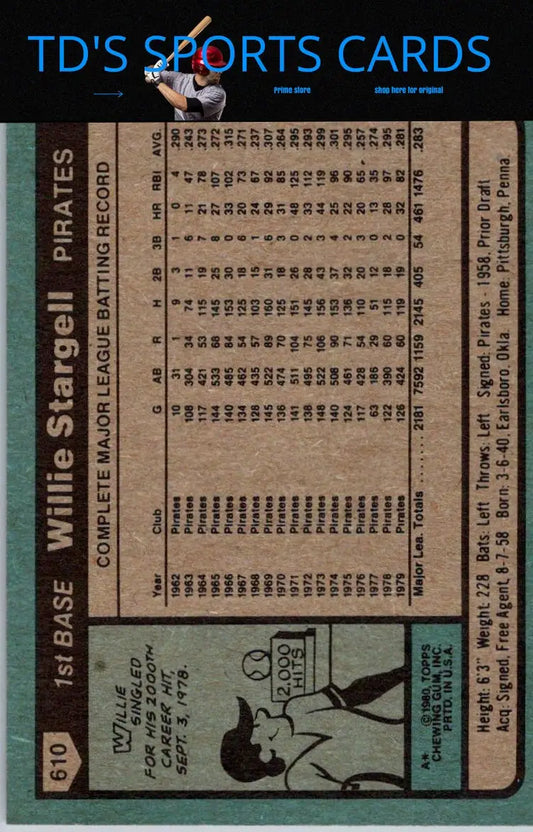 TD'S SPORTS CARDS
Prime store
shop here for original
610
1st BASE Willie Stargell PIRATES
WILLIE
SINGLED
FOR HIS 2000TH
CAREER HIT,
SEPT. 3, 1978.
2,000
HITS
A* ©1980, TOPPS
CHEWING GUM, INC.
PRTD. IN U.S.A.
COMPLETE MAJOR LEAGUE BATTING RECORD
Year Club G AB R H 2B 3B HR RBI AVG.
1962 Pirates 10 31 1 9 3 1 0 4 .290
1963 Pirates 108 304 34 74 11 6 11 47 .243
1964 Pirates 117 421 53 115 19 7 21 78 .273
1965 Pirates 144 533 68 145 25 8 27 107 .272
1966 Pirates 140 485 84 153 30 0 33 102 .315
1967 Pirates 134 462 54 125 18 6 20 73 .271
1968 Pirates 128 435 57 103 15 1 24 67 .237
1969 Pirates 145 522 89 160 31 6 29 92 .307
1970 Pirates 136 474 70 125 18 3 31 85 .264
1971 Pirates 141 511 104 151 26 0 48 125 .295
1972 Pirates 138 495 75 145 28 2 33 112 .293
1973 Pirates 148 522 106 156 43 3 44 119 .299
1974 Pirates 140 508 90 153 37 4 25 96 .301
1975 Pirates 124 461 71 136 32 2 22 90 .295
1976 Pirates 117 428 54 110 20 3 20 65 .257
1977 Pirates 63 186 29 51 12 0 13 35 .274
1978 Pirates 122 390 60 115 18 2 28 97 .295
1979 Pirates 126 424 60 119 19 0 32 82 .281
Major Lea. Totals ........ 2181 7592 1159 2145 405 54 461 1476 .283
Height: 6'3" Weight: 228 Bats: Left Throws: Left Signed: Pirates - 1958, Prior Draft
Acq: Signed, Free Agent, 8-7-58 Born: 3-6-40, Earlsboro, Okla. Home: Pittsburgh, Penna.